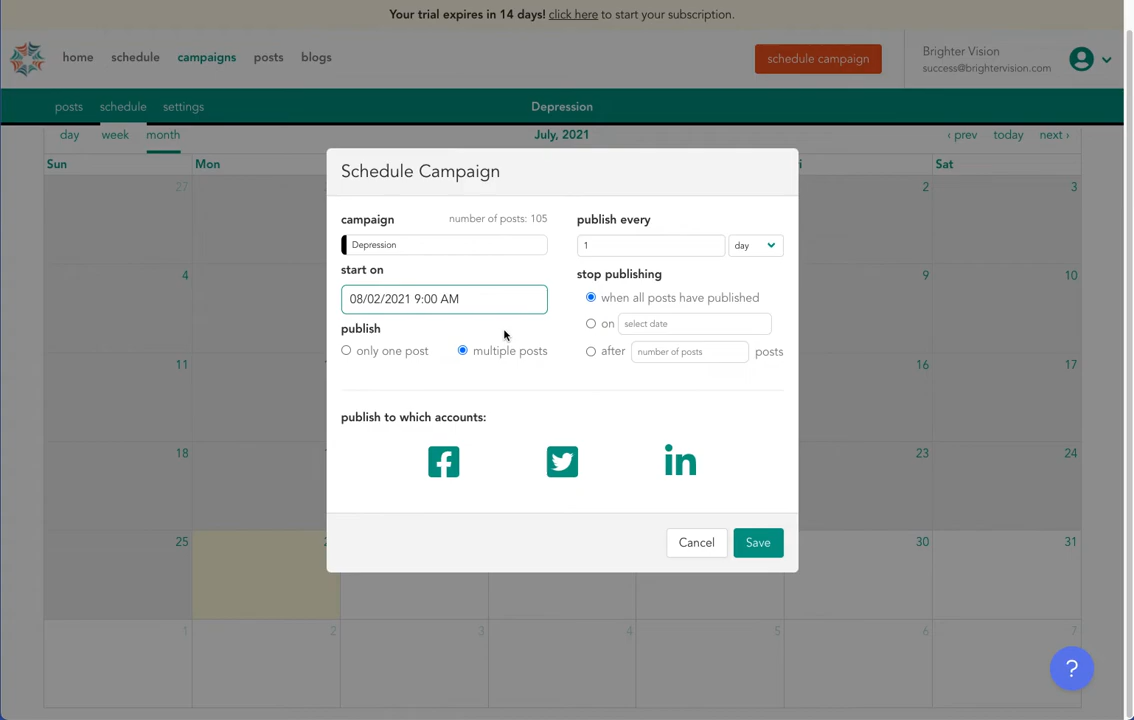 Your trial expires in 14 days! click here to start your subscription.
home schedule campaigns posts blogs
schedule campaign
Brighter Vision
success@brightervision.com
posts schedule settings
Depression
day week month
July, 2021
‹ prev today next ›
Sun Mon Sat
27 2 3
4 9 10
11 16 17
18 23 24
25 30 31
1 2 3 4 5 6 7
Schedule Campaign
campaign number of posts: 105
Depression
start on
08/02/2021 9:00 AM
publish
only one post multiple posts
publish every
1 day
stop publishing
when all posts have published
on select date
after number of posts posts
publish to which accounts:
Cancel Save
?